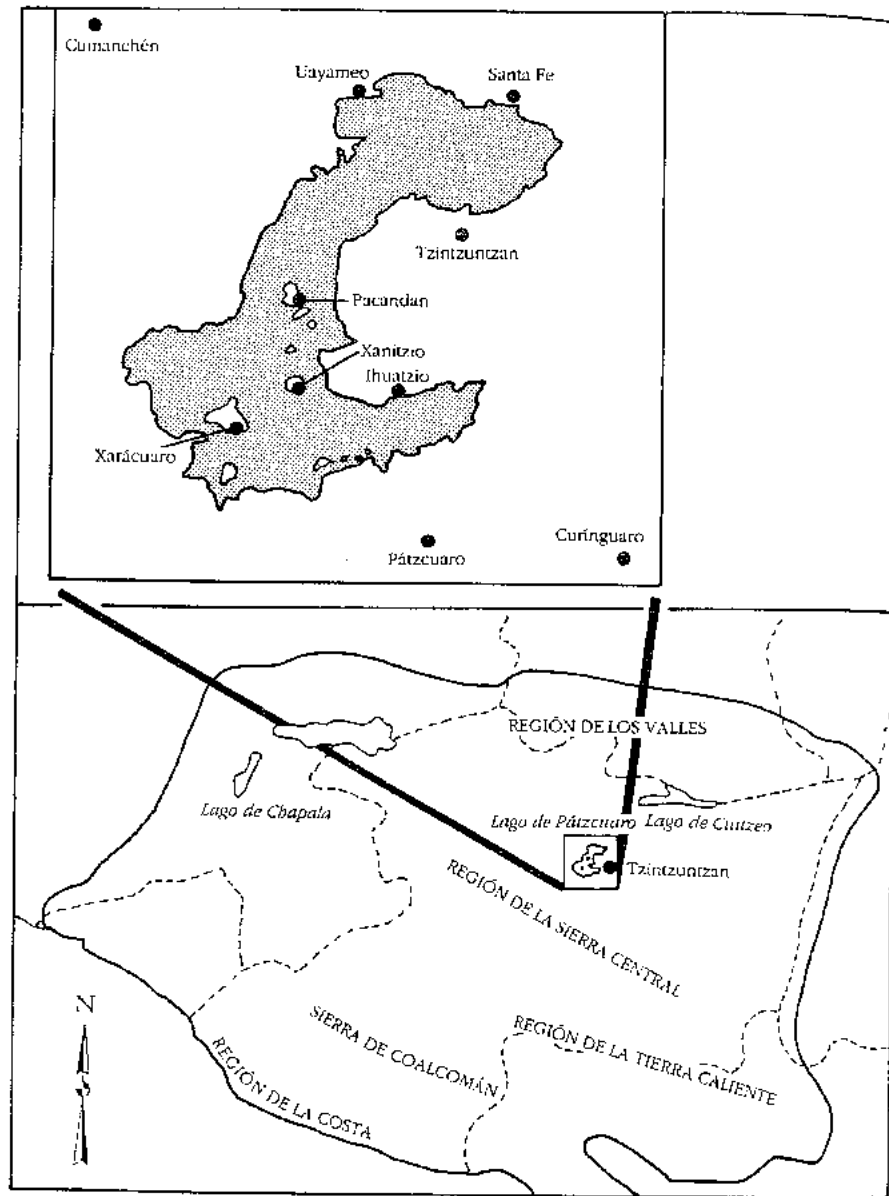 Cumanchén
Uayameo
Santa Fe
Tzintzuntzan
Pacandan
Xanitzio
Ihuatzio
Xarácuaro
Pátzcuaro
Curínguaro
REGIÓN DE LOS VALLES
Lago de Chapala
Lago de Pátzcuaro
Lago de Cuitzeo
Tzintzuntzan
REGIÓN DE LA SIERRA CENTRAL
N
S
SIERRA DE COALCOMÁN
REGIÓN DE LA TIERRA CALIENTE
REGIÓN DE LA COSTA